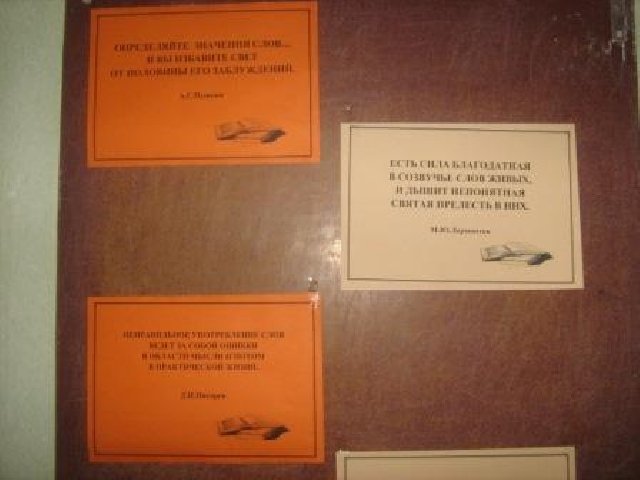 ОПРЕДЕЛЯЙТЕ ЗНАЧЕНИЯ СЛОВ...
И ВЫ ИЗБАВИТЕ СВЕТ
ОТ ПОЛОВИНЫ ЕГО ЗАБЛУЖДЕНИЙ.
А.С.Пушкин
ЕСТЬ СИЛА БЛАГОДАТНАЯ
В СОЗВУЧЬЕ СЛОВ ЖИВЫХ,
И ДЫШИТ НЕПОНЯТНАЯ
СВЯТАЯ ПРЕЛЕСТЬ В НИХ.
М.Ю.Лермонтов
НЕПРАВИЛЬНОЕ УПОТРЕБЛЕНИЕ СЛОВ
ВЕДЕТ ЗА СОБОЙ ОШИБКИ
В ОБЛАСТИ МЫСЛИ И ПОТОМ
В ПРАКТИЧЕСКОЙ ЖИЗНИ.
Д.И.Писарев